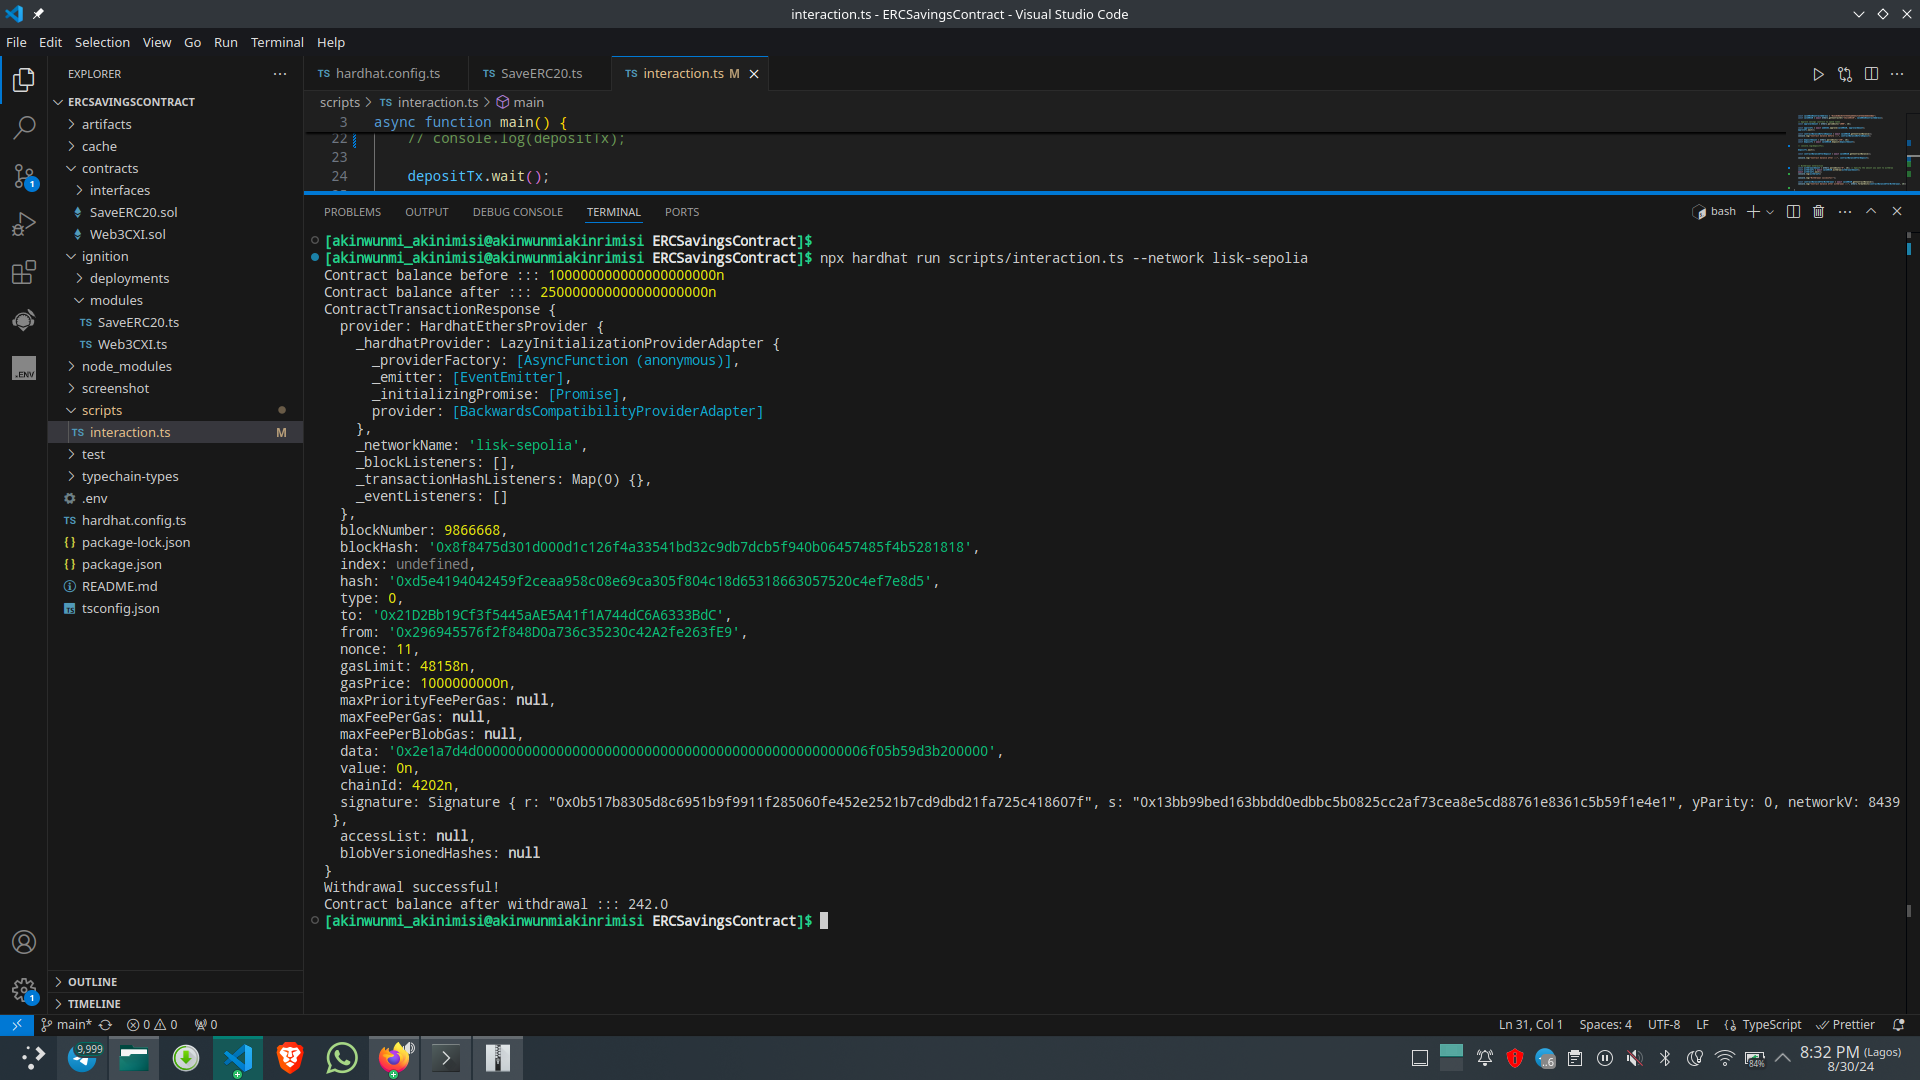 interaction.ts - ERCSavingsContract - Visual Studio Code
File Edit Selection View Go Run Terminal Help
EXPLORER
ERCSAVINGSCONTRACT
artifacts
cache
contracts
interfaces
SaveERC20.sol
Web3CXI.sol
ignition
deployments
modules
TS SaveERC20.ts
TS Web3CXI.ts
node_modules
screenshot
scripts
TS interaction.ts M
test
typechain-types
.env
TS hardhat.config.ts
{} package-lock.json
{} package.json
README.md
tsconfig.json
OUTLINE
TIMELINE
1
.ENV
1
TS hardhat.config.ts TS SaveERC20.ts TS interaction.ts M
scripts > TS interaction.ts > main
3 async function main() {
22 // console.log(depositTx);
23
24 depositTx.wait();
PROBLEMS OUTPUT DEBUG CONSOLE TERMINAL PORTS bash
[akinwunmi_akinimisi@akinwunmiakinrimisi ERCSavingsContract]$
[akinwunmi_akinimisi@akinwunmiakinrimisi ERCSavingsContract]$ npx hardhat run scripts/interaction.ts --network lisk-sepolia
Contract balance before ::: 100000000000000000000n
Contract balance after ::: 250000000000000000000n
ContractTransactionResponse {
provider: HardhatEthersProvider {
_hardhatProvider: LazyInitializationProviderAdapter {
_providerFactory: [AsyncFunction (anonymous)],
_emitter: [EventEmitter],
_initializingPromise: [Promise],
provider: [BackwardsCompatibilityProviderAdapter]
},
_networkName: 'lisk-sepolia',
_blockListeners: [],
_transactionHashListeners: Map(0) {},
_eventListeners: []
},
blockNumber: 9866668,
blockHash: '0x8f8475d301d000d1c126f4a33541bd32c9db7dcb5f940b06457485f4b5281818',
index: undefined,
hash: '0xd5e4194042459f2ceaa958c08e69ca305f804c18d65318663057520c4ef7e8d5',
type: 0,
to: '0x21D2Bb19Cf3f5445aAE5A41f1A744dC6A6333BdC',
from: '0x296945576f2f848D0a736c35230c42A2fe263fE9',
nonce: 11,
gasLimit: 48158n,
gasPrice: 1000000000n,
maxPriorityFeePerGas: null,
maxFeePerGas: null,
maxFeePerBlobGas: null,
data: '0x2e1a7d4d0000000000000000000000000000000000000000000000006f05b59d3b200000',
value: 0n,
chainId: 4202n,
signature: Signature { r: "0x0b517b8305d8c6951b9f9911f285060fe452e2521b7cd9dbd21fa725c418607f", s: "0x13bb99bed163bbdd0edbbc5b0825cc2af73cea8e5cd88761e8361c5b59f1e4e1", yParity: 0, networkV: 8439
},
accessList: null,
blobVersionedHashes: null
}
Withdrawal successful!
Contract balance after withdrawal ::: 242.0
[akinwunmi_akinimisi@akinwunmiakinrimisi ERCSavingsContract]$
main* 0 0 0 Ln 31, Col 1 Spaces: 4 UTF-8 LF {} TypeScript Prettier
9,999 84% 8:32 PM (Lagos)
8/30/24